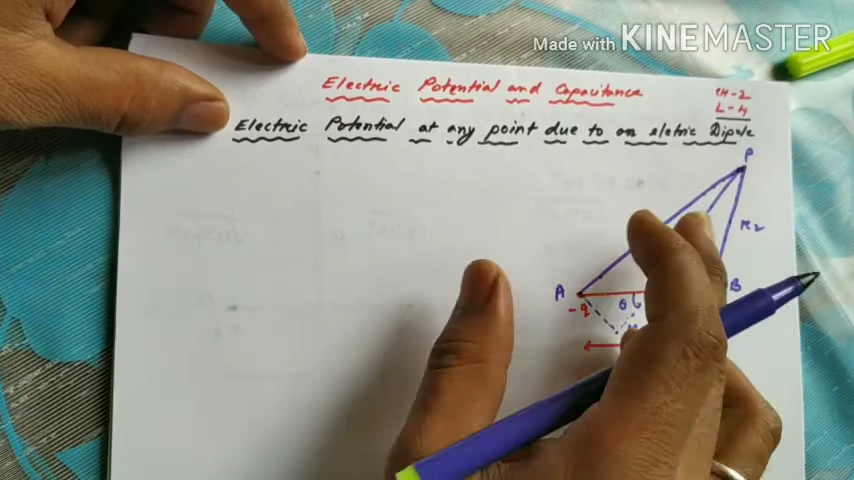 Made with KINEMASTER
Electric Potential and Capacitance
CH-2
L-4
Electric Potential at any point due to an eletric Dipole
P
R2
A
B
-q
θ